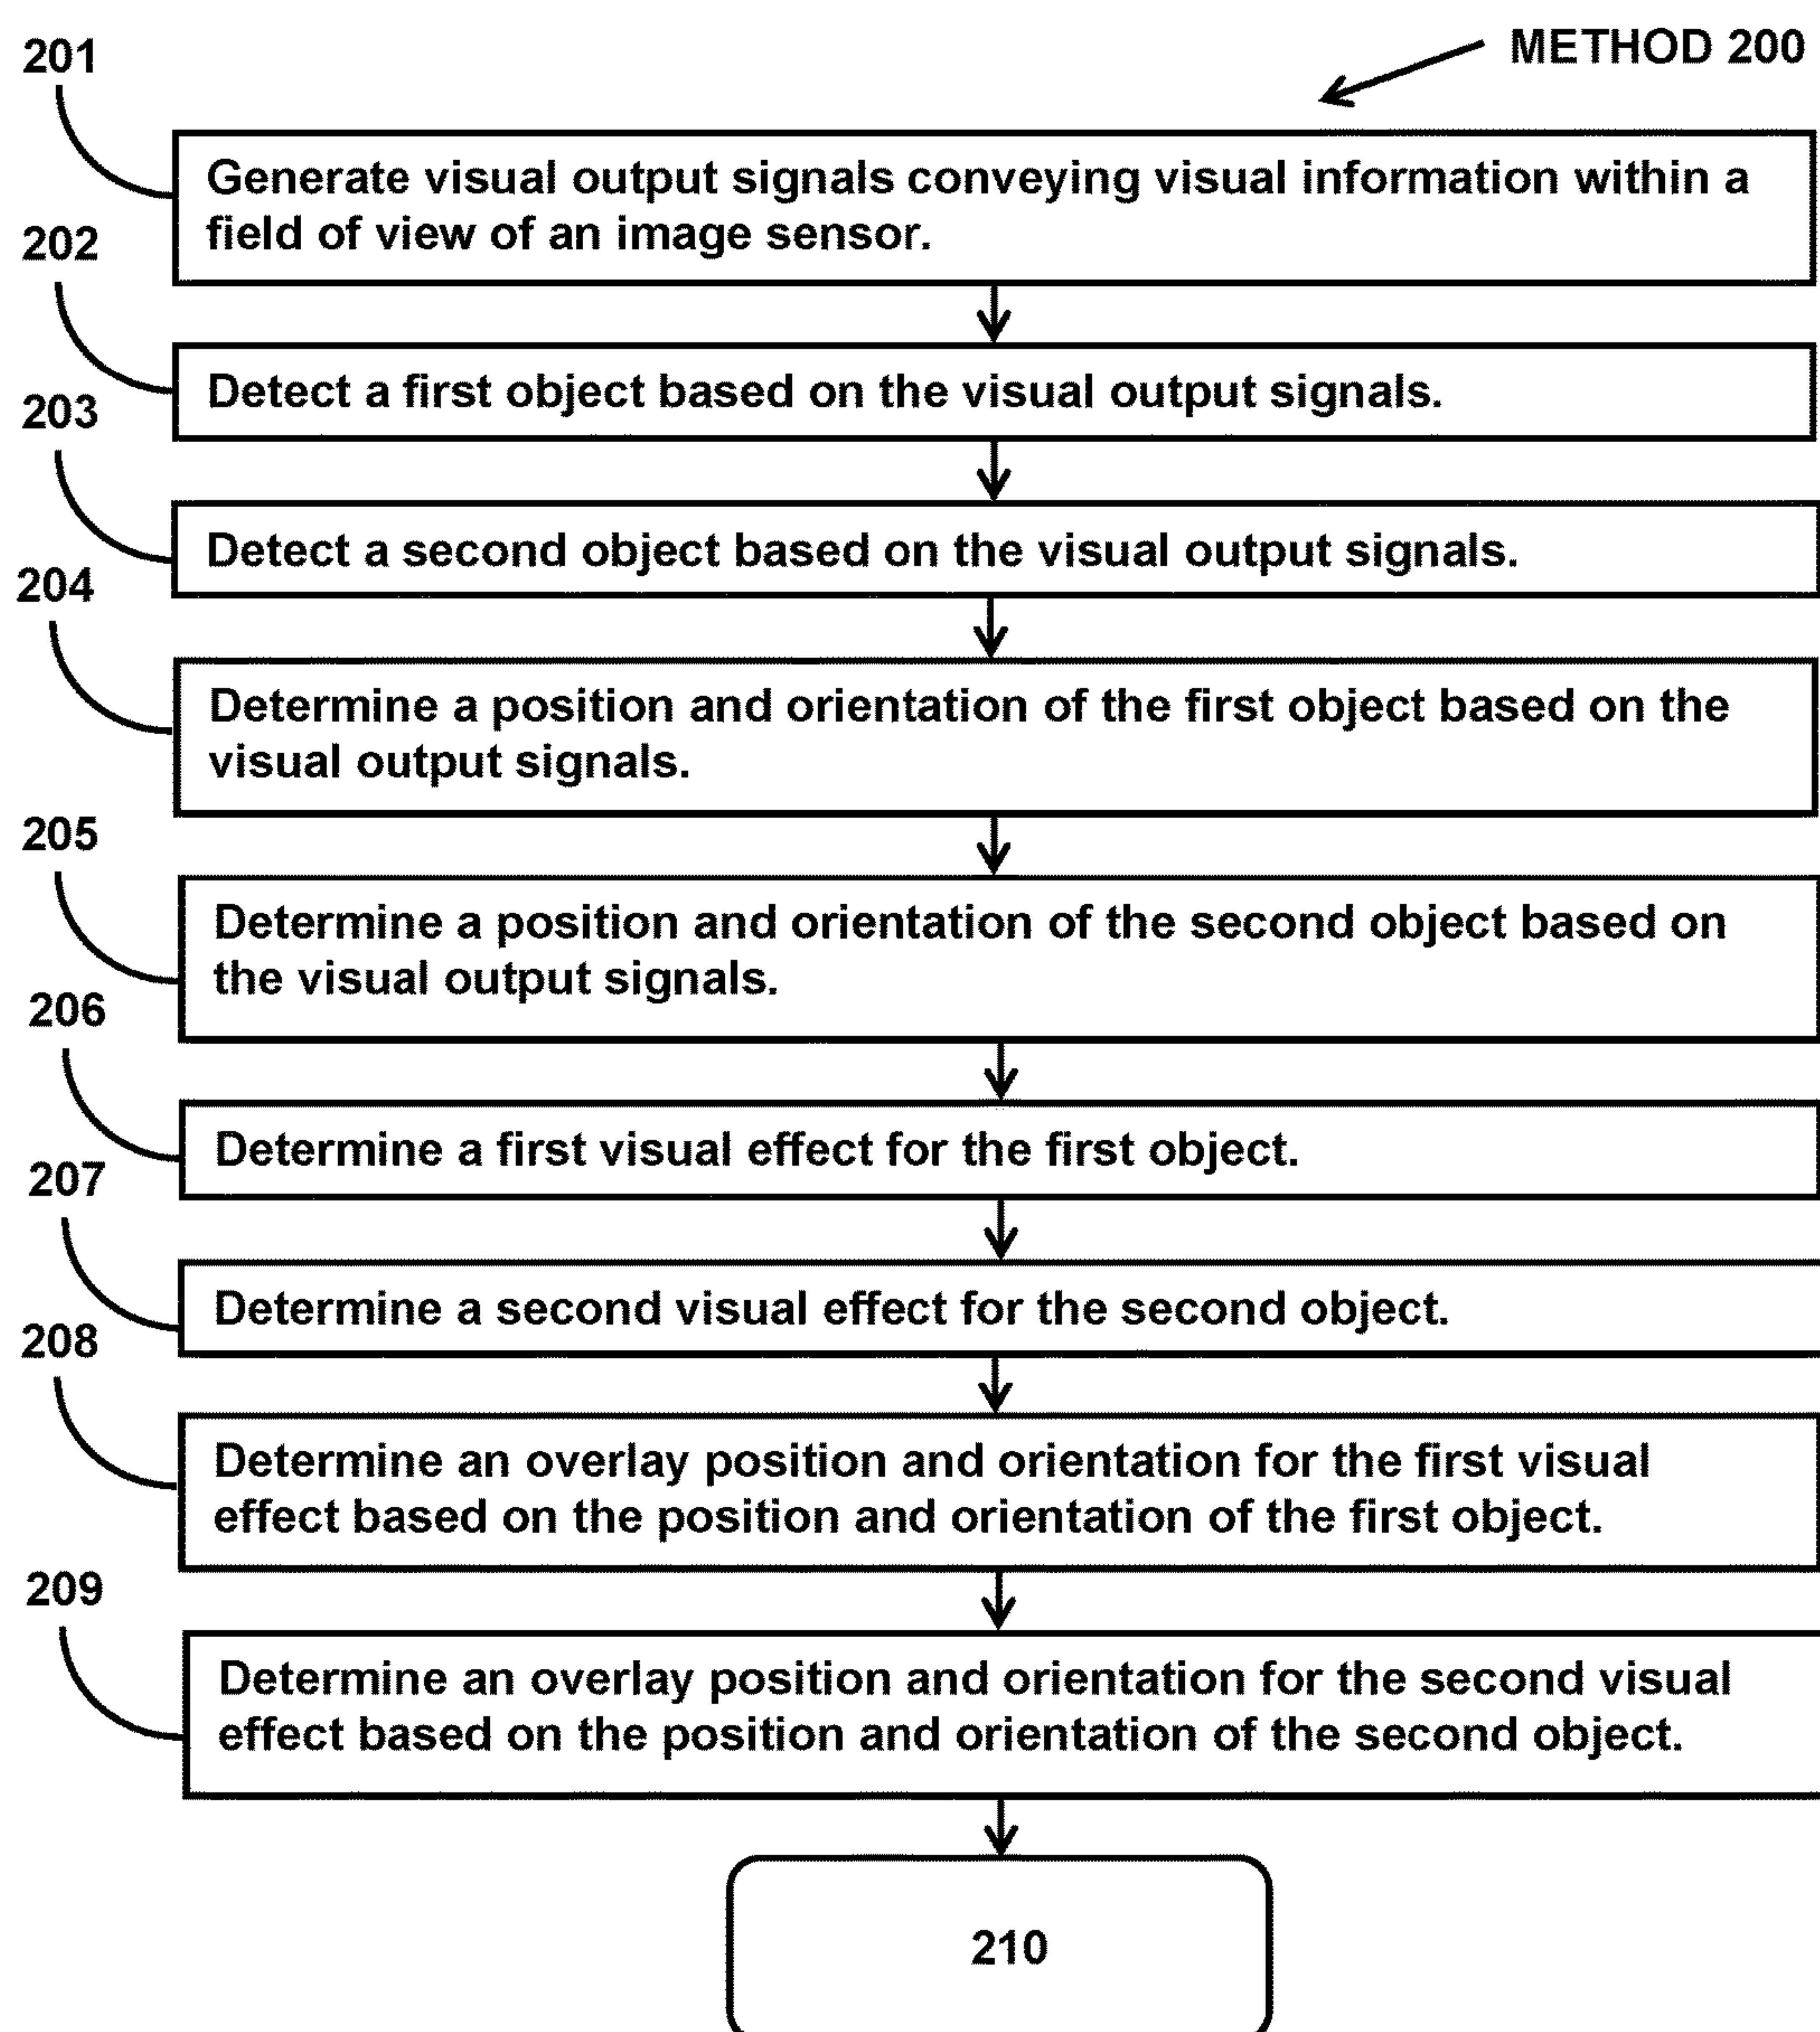 METHOD 200
201
Generate visual output signals conveying visual information within a
field of view of an image sensor.
202
Detect a first object based on the visual output signals.
203
Detect a second object based on the visual output signals.
204
Determine a position and orientation of the first object based on the
visual output signals.
205
Determine a position and orientation of the second object based on
the visual output signals.
206
Determine a first visual effect for the first object.
207
Determine a second visual effect for the second object.
208
Determine an overlay position and orientation for the first visual
effect based on the position and orientation of the first object.
209
Determine an overlay position and orientation for the second visual
effect based on the position and orientation of the second object.
210